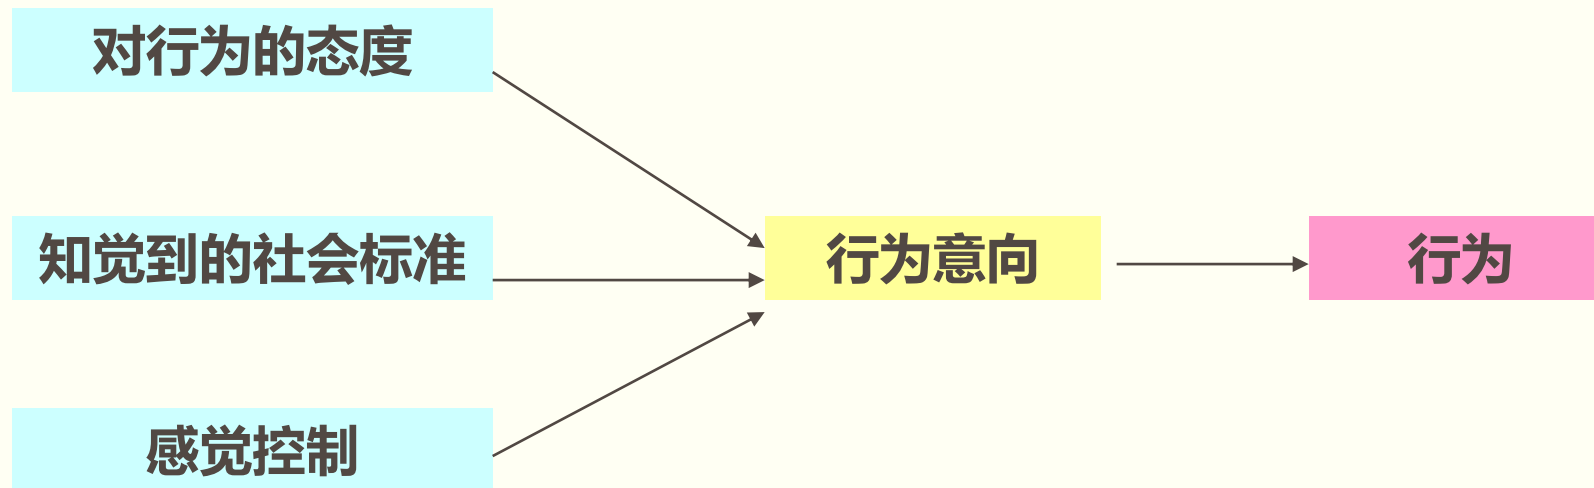 对行为的态度
知觉到的社会标准
行为意向
行为
感觉控制